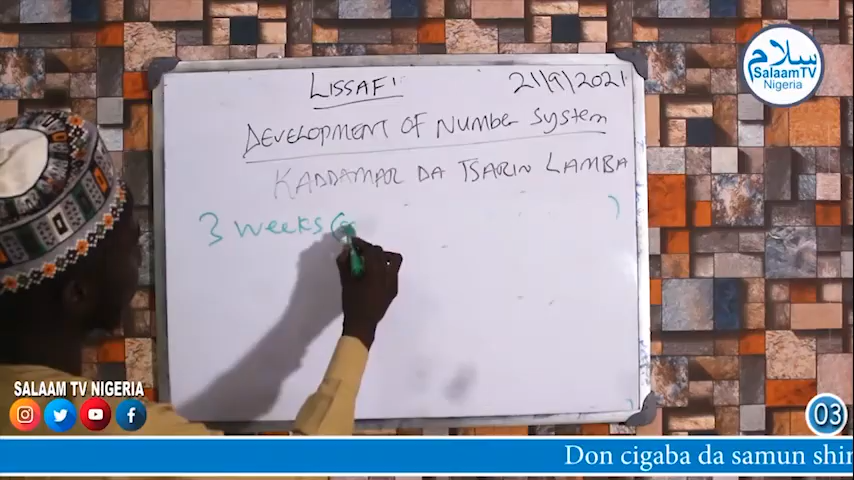 LISSAFI 21/9/2021
DEVELOPMENT OF NUMBER SYSTEM
KADDAMAR DA TSARIN LAMBA
3 weeks
سلام
SalaamTV
Nigeria
SALAAM TV NIGERIA
03
Don cigaba da samun shir